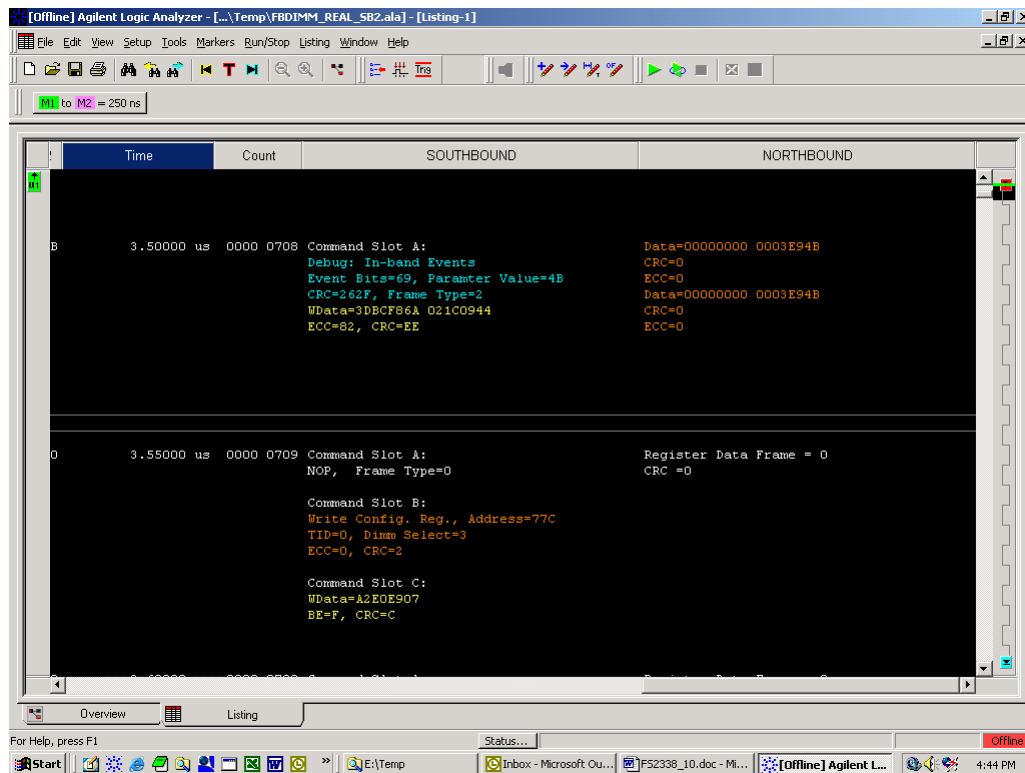 [Offline] Agilent Logic Analyzer - [...\Temp\FBDIMM_REAL_SB2.ala] - [Listing-1]
File Edit View Setup Tools Markers Run/Stop Listing Window Help
M1 to M2 = 250 ns
Time Count SOUTHBOUND NORTHBOUND
M1
B 3.50000 us 0000 0708 Command Slot A: Data=00000000 0003E94B
Debug: In-band Events CRC=0
Event Bits=69, Paramter Value=4B ECC=0
CRC=262F, Frame Type=2 Data=00000000 0003E94B
WData=3DBCF86A 021C0944 CRC=0
ECC=82, CRC=EE ECC=0
0 3.55000 us 0000 0709 Command Slot A: Register Data Frame = 0
NOP, Frame Type=0 CRC =0
Command Slot B:
Write Config. Reg., Address=77C
TID=0, Dimm Select=3
ECC=0, CRC=2
Command Slot C:
WData=A2E0E907
BE=F, CRC=C
Overview Listing
For Help, press F1 Status... Offline
Start » E:\Temp Inbox - Microsoft Ou... FS2338_10.doc - Mi... [Offline] Agilent L... 4:44 PM